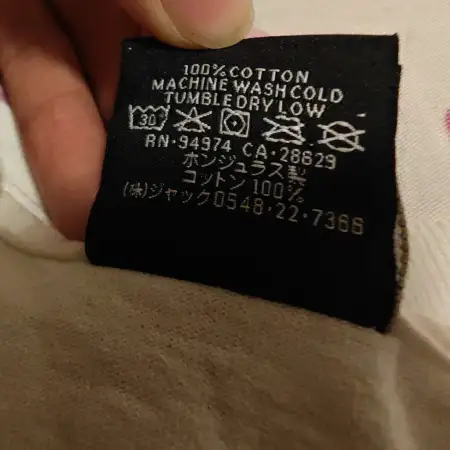 100% COTTON
MACHINE WASH COLD
TUMBLE DRY LOW
30
RN·94974 CA·28829
ホンジュラス製
コットン 100%
(株)ジャック0548·22·7366